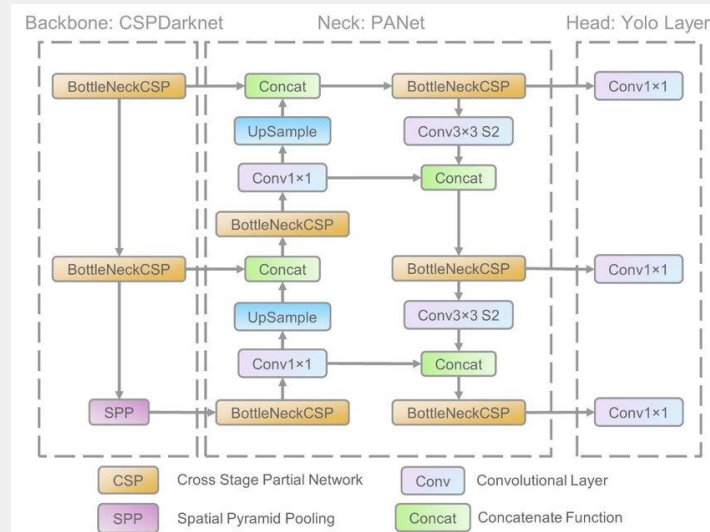 Backbone: CSPDarknet
Neck: PANet
Head: Yolo Layer
BottleNeckCSP
Concat
BottleNeckCSP
Conv1×1
UpSample
Conv3×3 S2
Conv1×1
Concat
BottleNeckCSP
BottleNeckCSP
Concat
BottleNeckCSP
Conv1×1
UpSample
Conv3×3 S2
Conv1×1
Concat
SPP
BottleNeckCSP
BottleNeckCSP
Conv1×1
CSP
Cross Stage Partial Network
Conv
Convolutional Layer
SPP
Spatial Pyramid Pooling
Concat
Concatenate Function